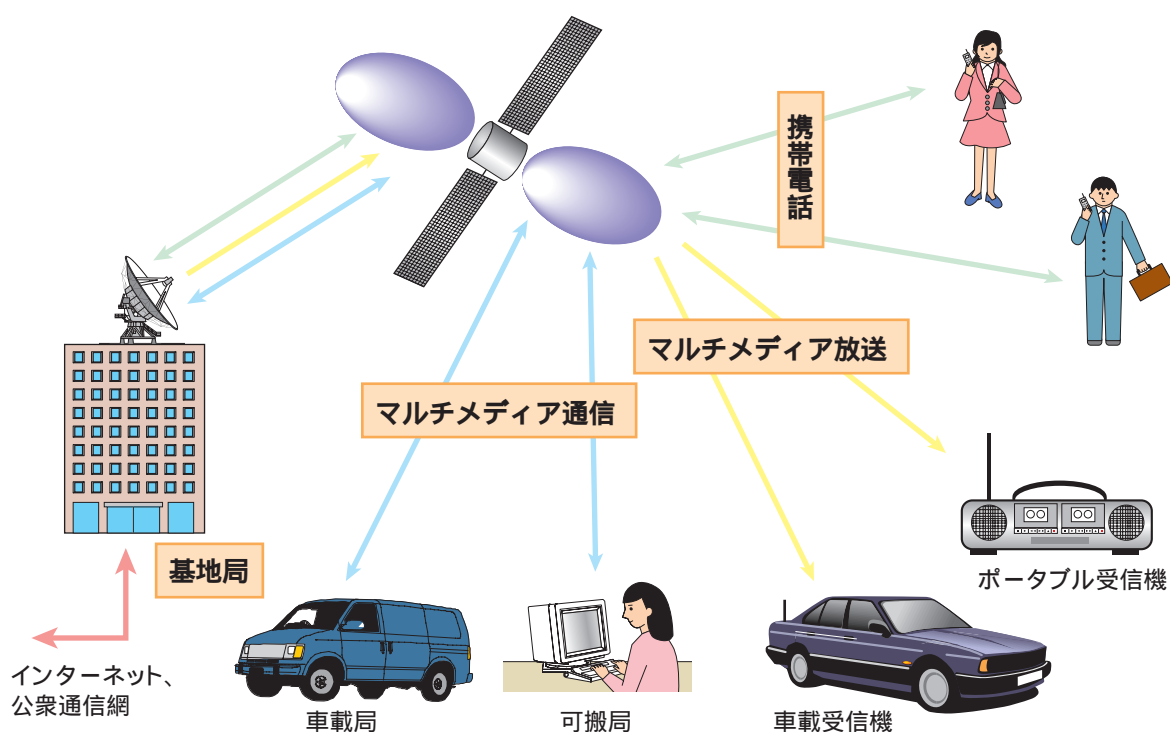 携帯電話
マルチメディア放送
マルチメディア通信
基地局
ポータブル受信機
インターネット、
公衆通信網
車載局
可搬局
車載受信機